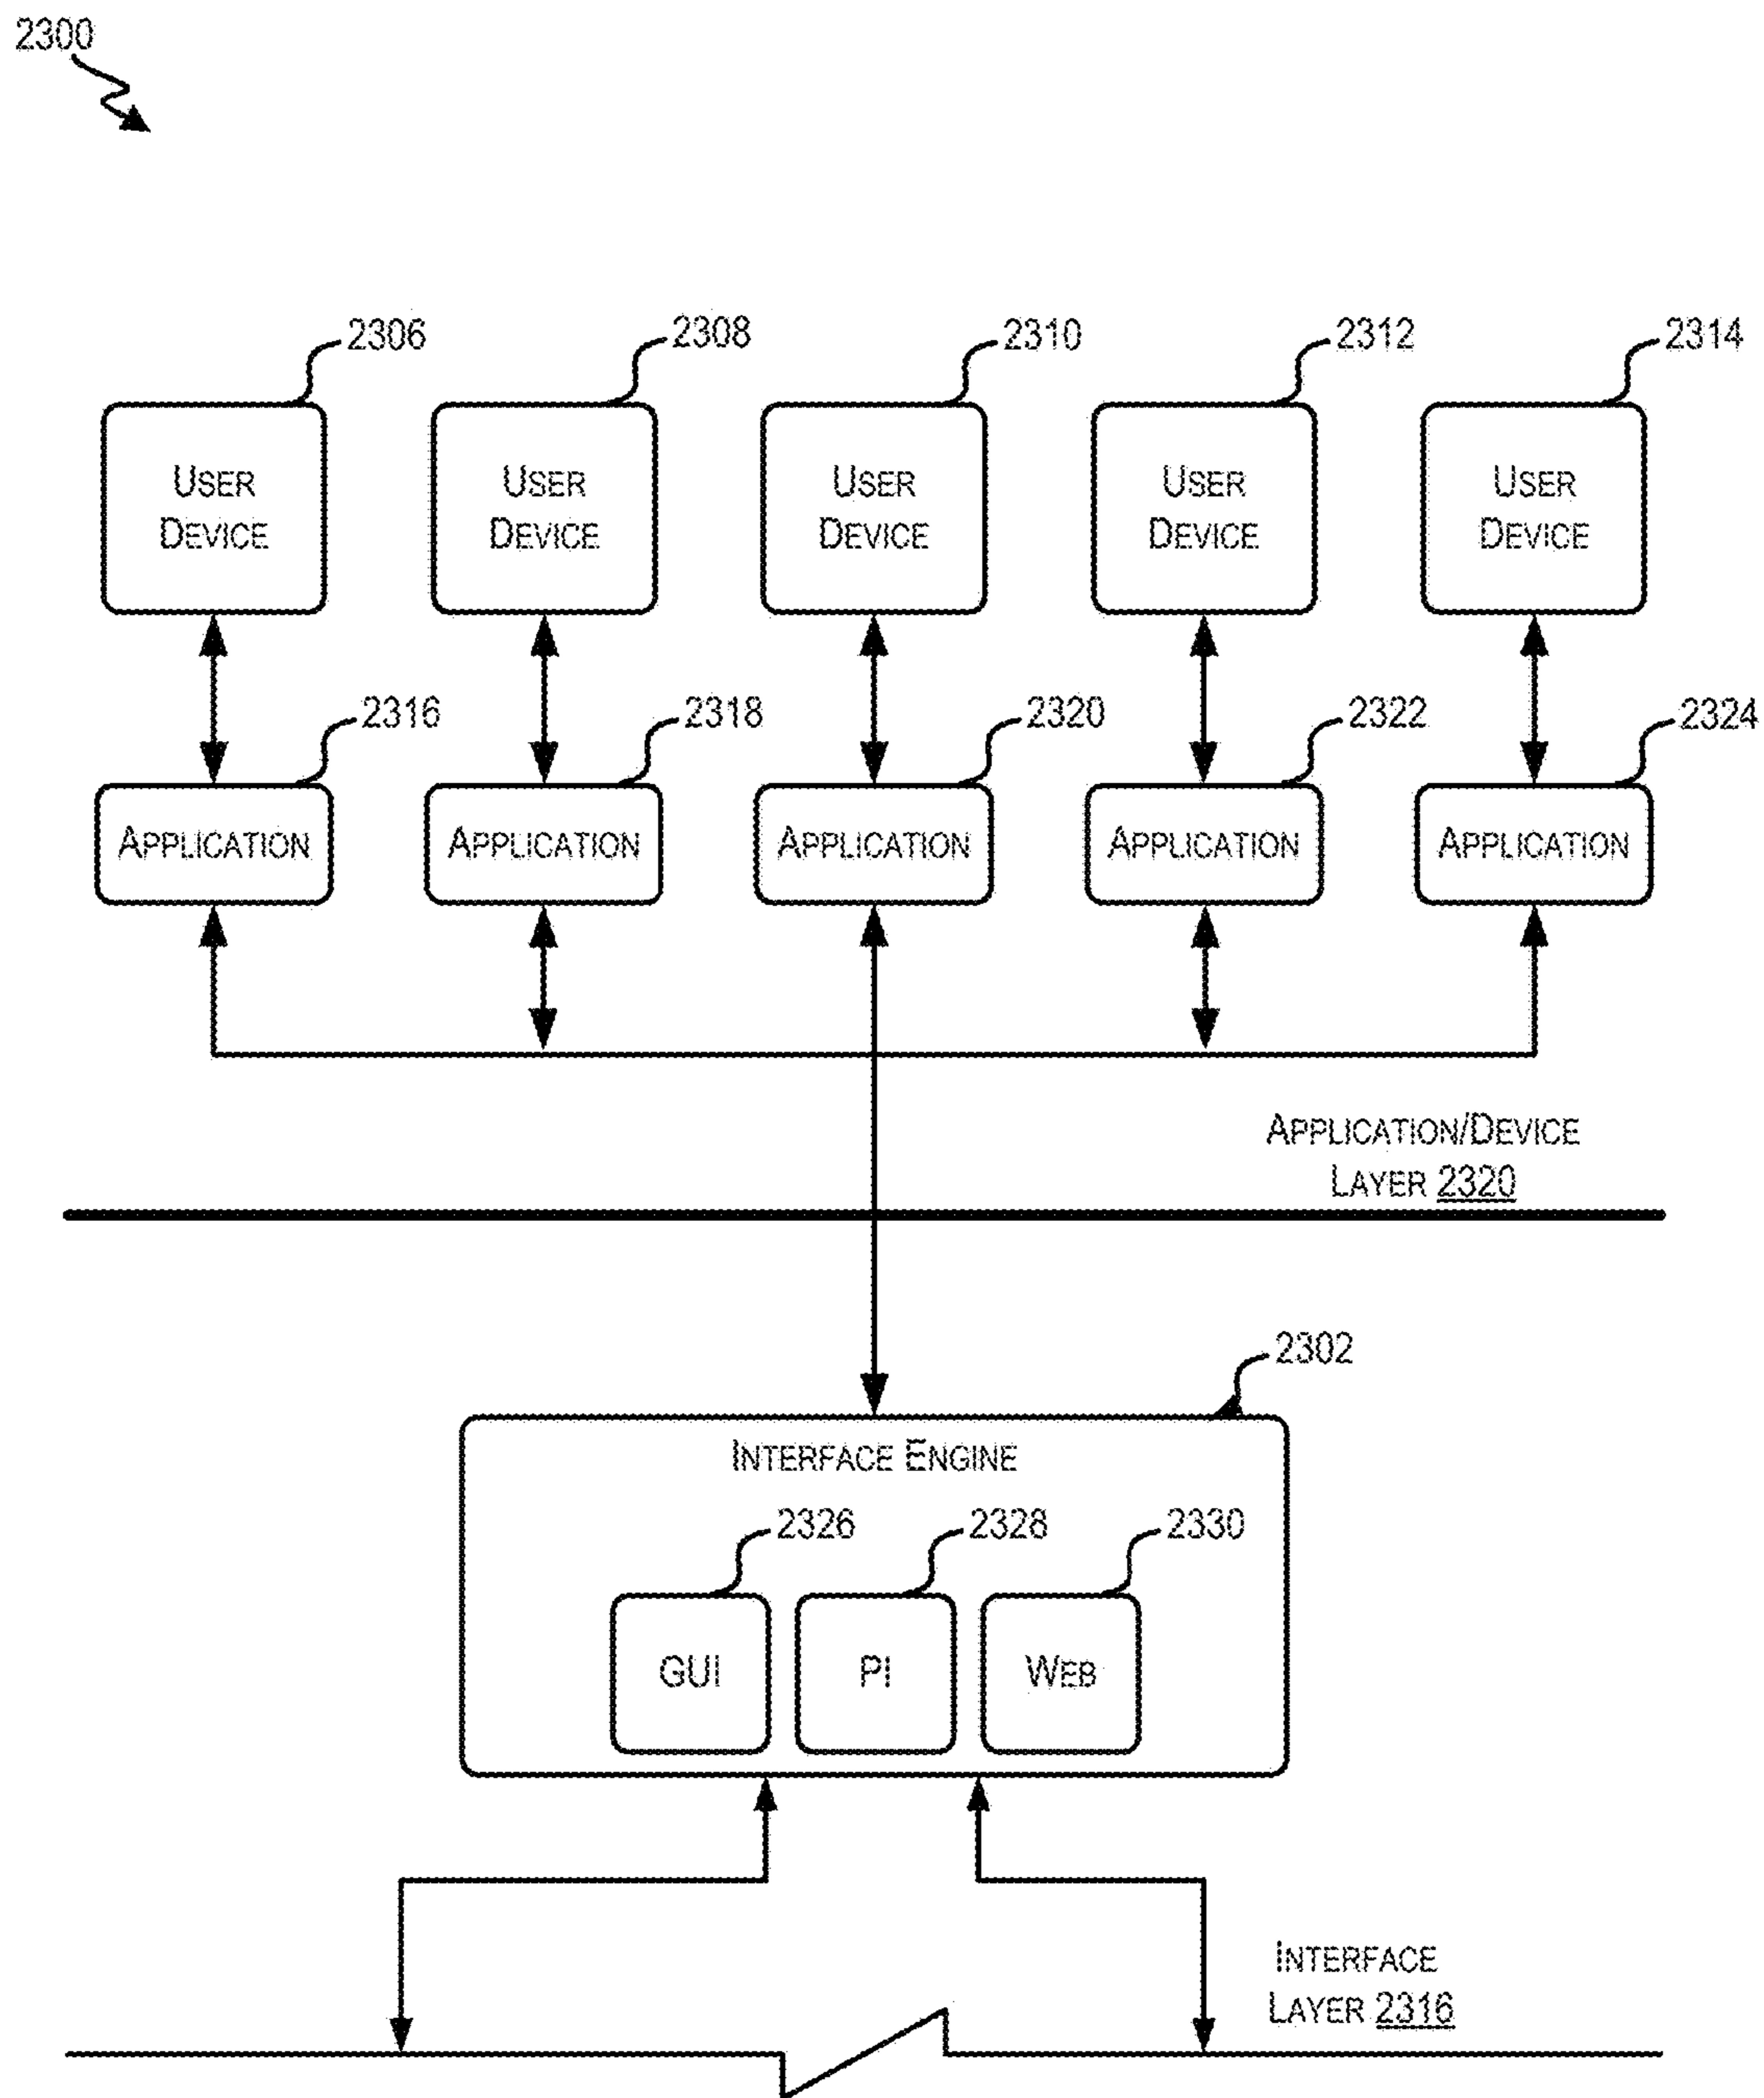 2300
2306
2308
2310
2312
2314
USER
DEVICE
USER
DEVICE
USER
DEVICE
USER
DEVICE
USER
DEVICE
2316
2318
2320
2322
2324
APPLICATION
APPLICATION
APPLICATION
APPLICATION
APPLICATION
APPLICATION/DEVICE
LAYER 2320
2302
INTERFACE ENGINE
2326
2328
2330
GUI
PI
WEB
INTERFACE
LAYER 2316